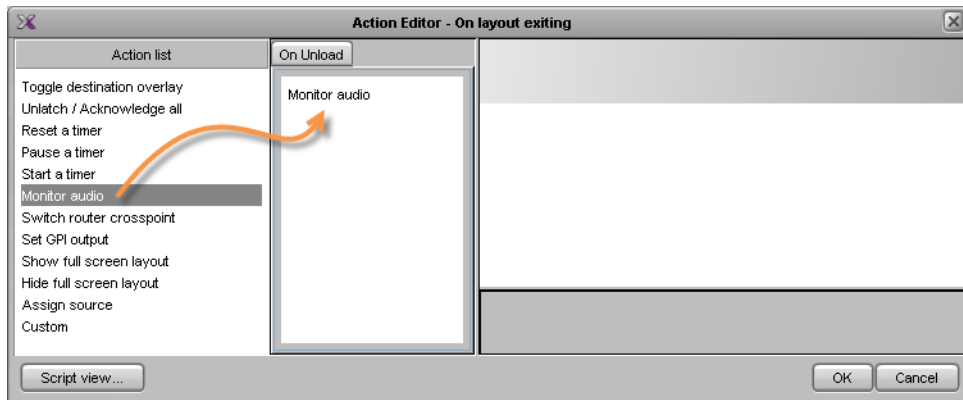 Action Editor - On layout exiting
Action list
Toggle destination overlay
Unlatch / Acknowledge all
Reset a timer
Pause a timer
Start a timer
Monitor audio
Switch router crosspoint
Set GPI output
Show full screen layout
Hide full screen layout
Assign source
Custom
On Unload
Monitor audio
Script view...
OK
Cancel